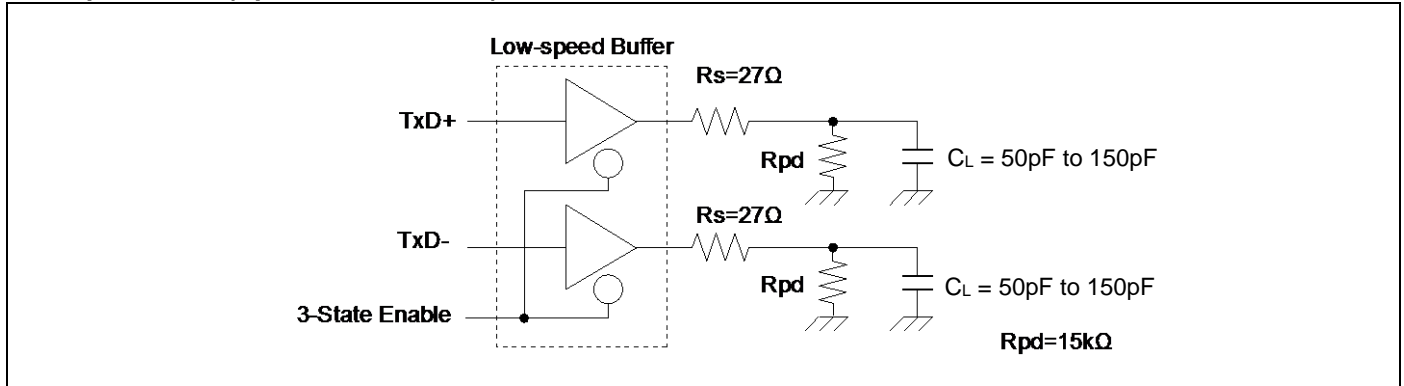 Low-speed Buffer
Rs=27Ω
TxD+
Rpd
CL = 50pF to 150pF
Rs=27Ω
TxD-
Rpd
CL = 50pF to 150pF
3-State Enable
Rpd=15kΩ